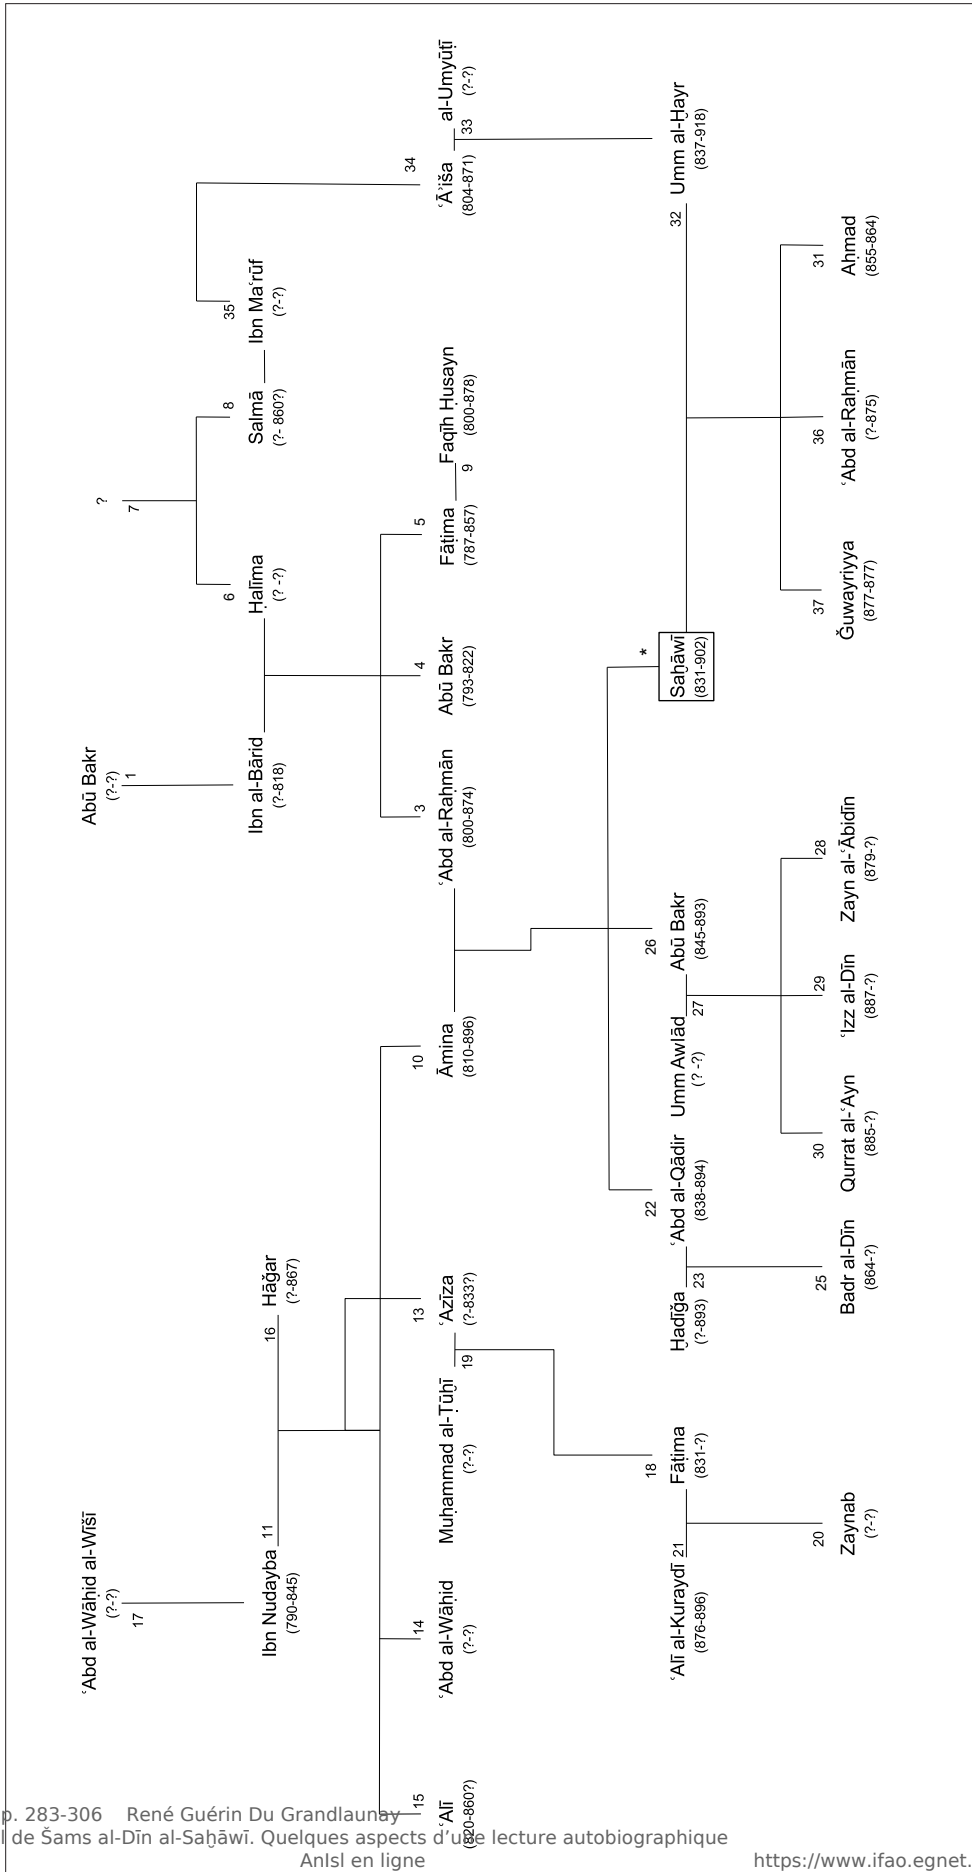 ʿAbd al-Wāḥid al-Wīšī
(?-?)
17
Abū Bakr
(?-?)
1
?
7
Ibn Nudayba
(790-845)
11
16
Hāǧar
(?-867)
Ibn al-Bārid
(?-818)
6
Ḥalīma
(? -?)
8
Salmā
(?- 860?)
35
Ibn Maʿrūf
(?-?)
15
ʿAlī
(820-860?)
14
ʿAbd al-Wāḥid
(?-?)
Muḥammad al-Ṭūḫī
(?-?)
19
13
ʿAzīza
(?-833?)
10
Āmina
(810-896)
3
ʿAbd al-Raḥmān
(800-874)
4
Abū Bakr
(793-822)
5
Fāṭima
(787-857)
9
Faqīh Ḥusayn
(800-878)
34
ʿĀʾiša
(804-871)
33
al-Umyūṭī
(?-?)
ʿAlī al-Kuraydī
(876-896)
21
18
Fāṭima
(831-?)
Ḫadīǧa
(?-893)
23
22
ʿAbd al-Qādir
(838-894)
Umm Awlād
(? -?)
27
26
Abū Bakr
(845-893)
*
Saḫāwī
(831-902)
32
Umm al-Ḫayr
(837-918)
20
Zaynab
(?-?)
25
Badr al-Dīn
(864-?)
30
Qurrat al-ʿAyn
(885-?)
29
ʿIzz al-Dīn
(887-?)
28
Zayn al-ʿĀbidīn
(879-?)
37
Ǧuwayriyya
(877-877)
36
ʿAbd al-Raḥmān
(?-875)
31
Aḥmad
(855-864)
p. 283-306 René Guérin Du Grandlaunay
l de Šams al-Dīn al-Saḫāwī. Quelques aspects d'une lecture autobiographique
AnIsl en ligne https://www.ifao.egnet.